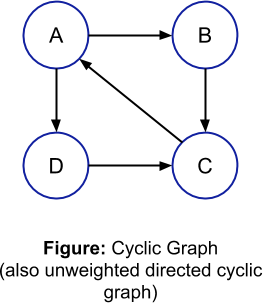 A B
D C
Figure: Cyclic Graph
(also unweighted directed cyclic
graph)